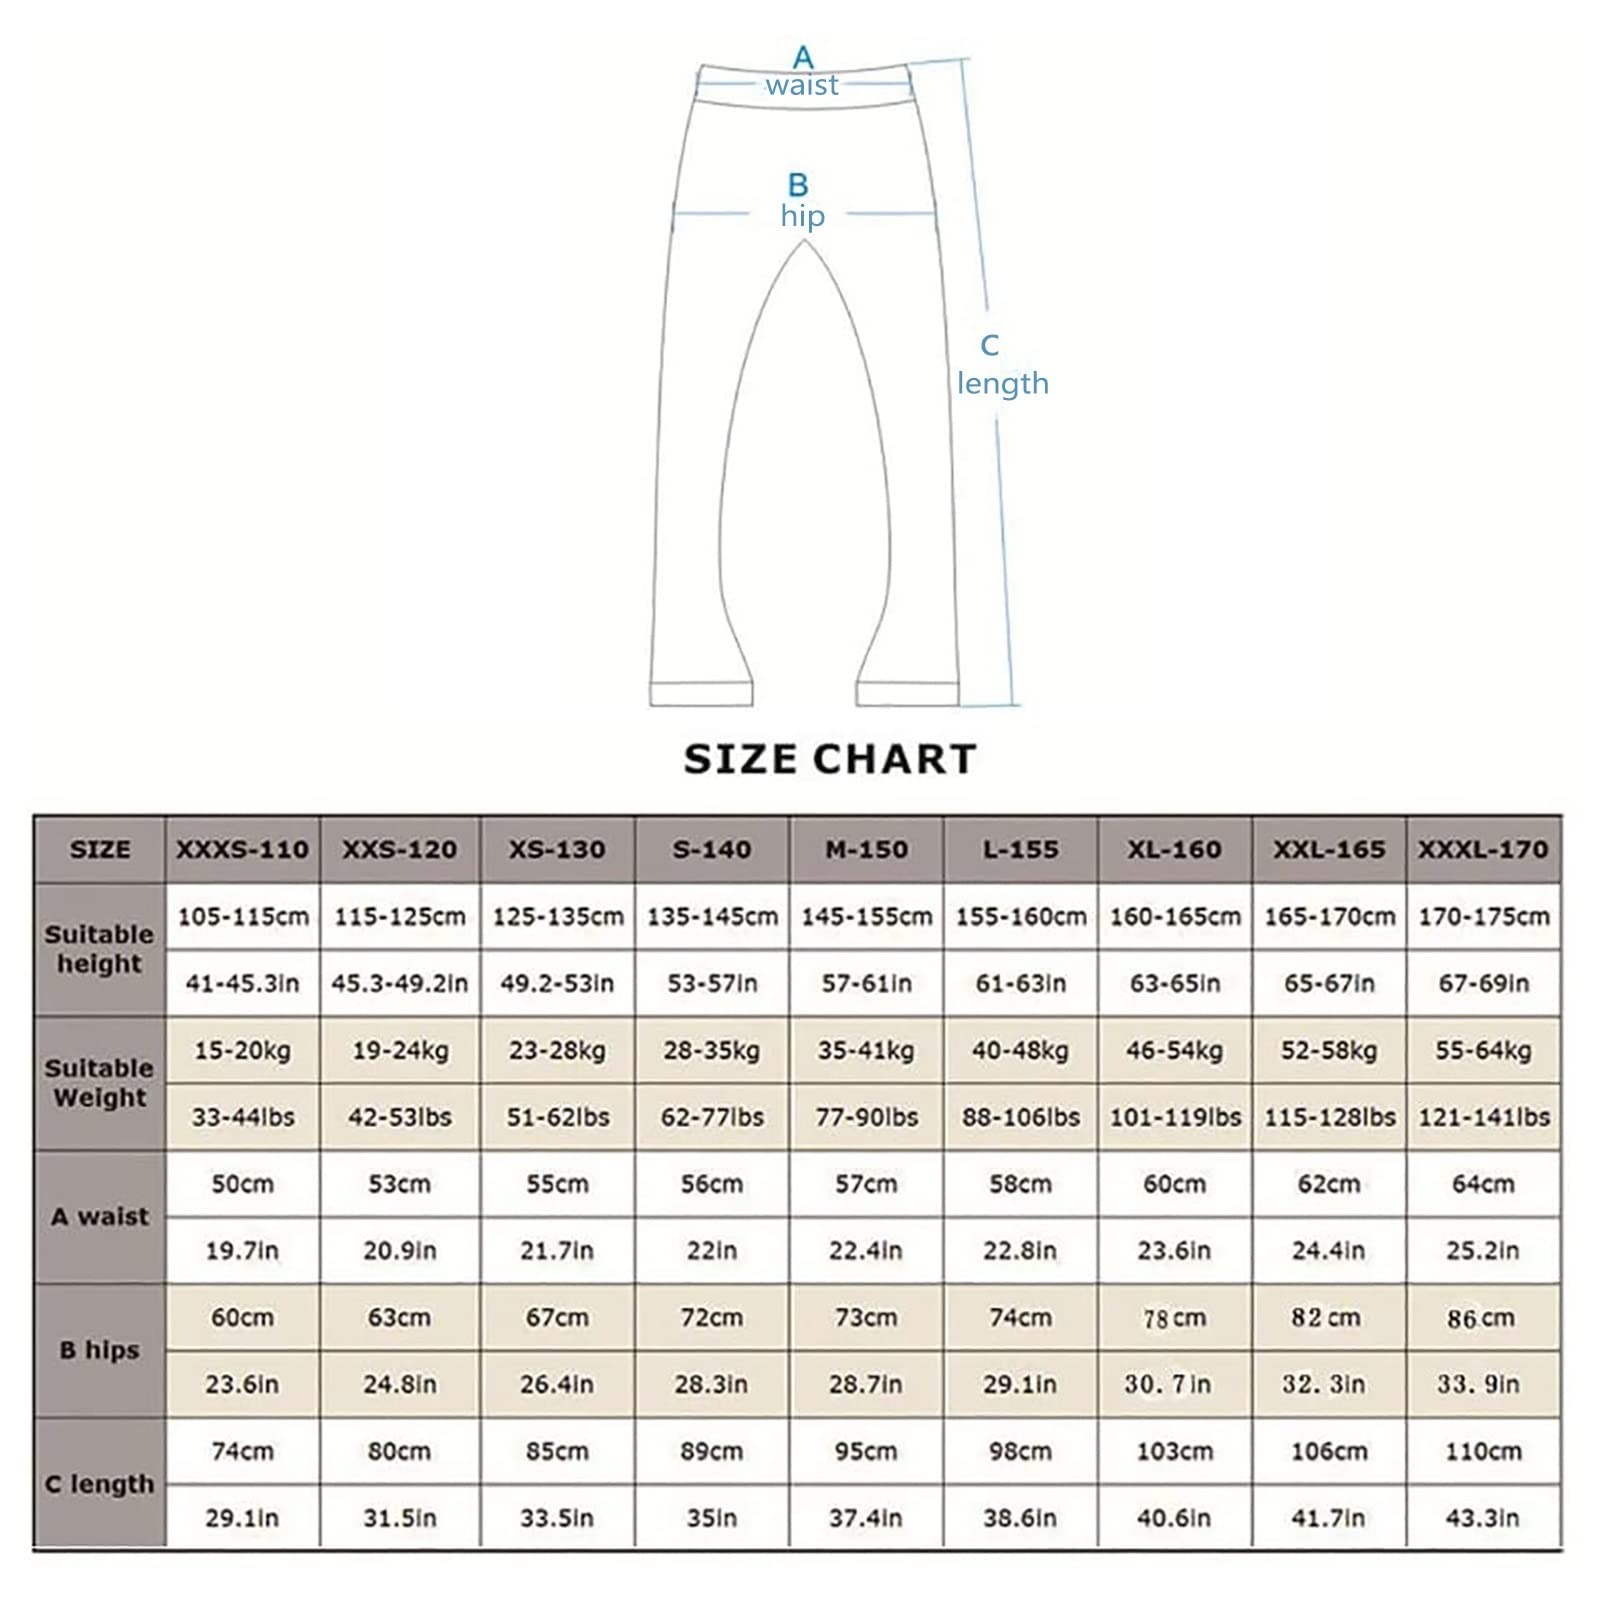 A
waist
B
hip
C
length
SIZE CHART
SIZE XXXS-110 XXS-120 XS-130 S-140 M-150 L-155 XL-160 XXL-165 XXXL-170
Suitable height
105-115cm 115-125cm 125-135cm 135-145cm 145-155cm 155-160cm 160-165cm 165-170cm 170-175cm
41-45.3in 45.3-49.2in 49.2-53in 53-57in 57-61in 61-63in 63-65in 65-67in 67-69in
Suitable Weight
15-20kg 19-24kg 23-28kg 28-35kg 35-41kg 40-48kg 46-54kg 52-58kg 55-64kg
33-44lbs 42-53lbs 51-62lbs 62-77lbs 77-90lbs 88-106lbs 101-119lbs 115-128lbs 121-141lbs
A waist
50cm 53cm 55cm 56cm 57cm 58cm 60cm 62cm 64cm
19.7in 20.9in 21.7in 22in 22.4in 22.8in 23.6in 24.4in 25.2in
B hips
60cm 63cm 67cm 72cm 73cm 74cm 78cm 82cm 86cm
23.6in 24.8in 26.4in 28.3in 28.7in 29.1in 30.7in 32.3in 33.9in
C length
74cm 80cm 85cm 89cm 95cm 98cm 103cm 106cm 110cm
29.1in 31.5in 33.5in 35in 37.4in 38.6in 40.6in 41.7in 43.3in